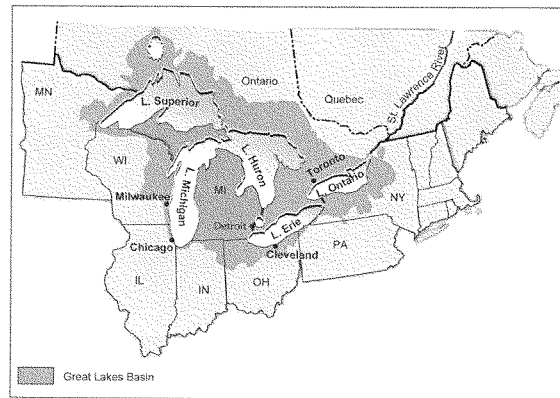 MN
Ontario
Quebec
St. Lawrence River
L. Superior
WI
L. Huron
Toronto
L. Ontario
MI
L. Michigan
NY
Milwaukee
Detroit
L. Erie
Chicago
Cleveland
PA
IL
IN
OH
Great Lakes Basin